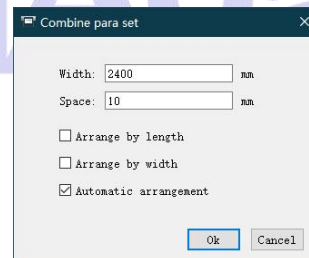 Combine para set
Width: 2400 mm
Space: 10 mm
Arrange by length
Arrange by width
Automatic arrangement
Ok Cancel